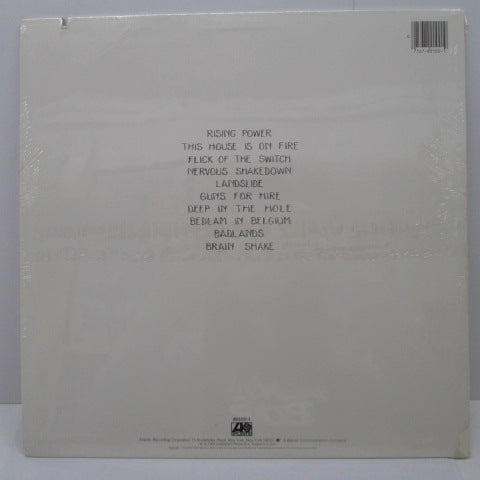 RISING POWER
THIS HOUSE IS ON FIRE
FLICK OF THE SWITCH
NERVOUS SHAKEDOWN
LANDSLIDE
GUNS FOR HIRE
DEEP IN THE HOLE
BEDLAM IN BELGIUM
BADLANDS
BRAIN SHAKE